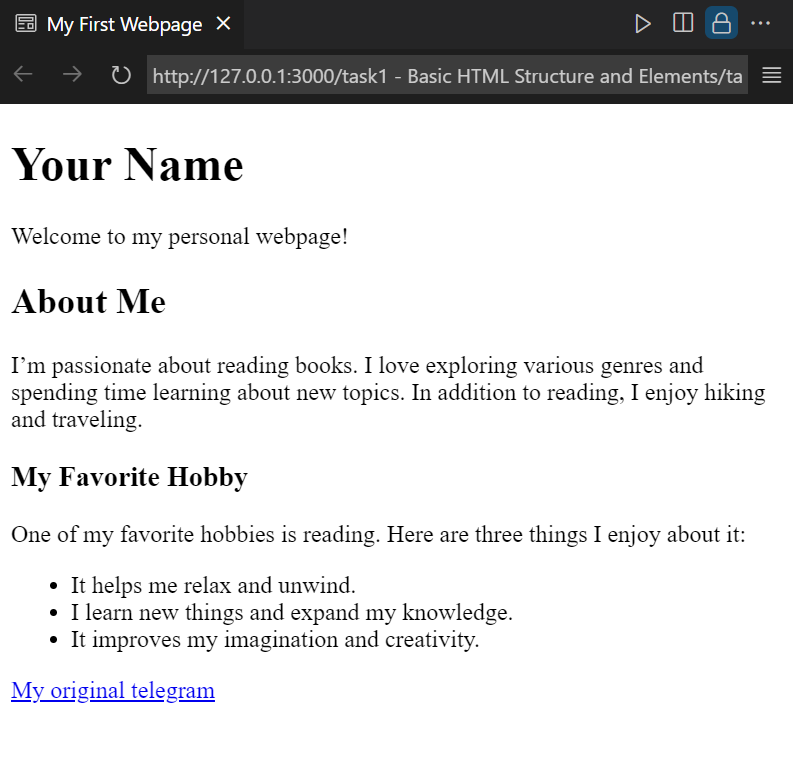 My First Webpage
http://127.0.0.1:3000/task1 - Basic HTML Structure and Elements/ta
Your Name
Welcome to my personal webpage!
About Me
I’m passionate about reading books. I love exploring various genres and
spending time learning about new topics. In addition to reading, I enjoy hiking
and traveling.
My Favorite Hobby
One of my favorite hobbies is reading. Here are three things I enjoy about it:
• It helps me relax and unwind.
• I learn new things and expand my knowledge.
• It improves my imagination and creativity.
My original telegram